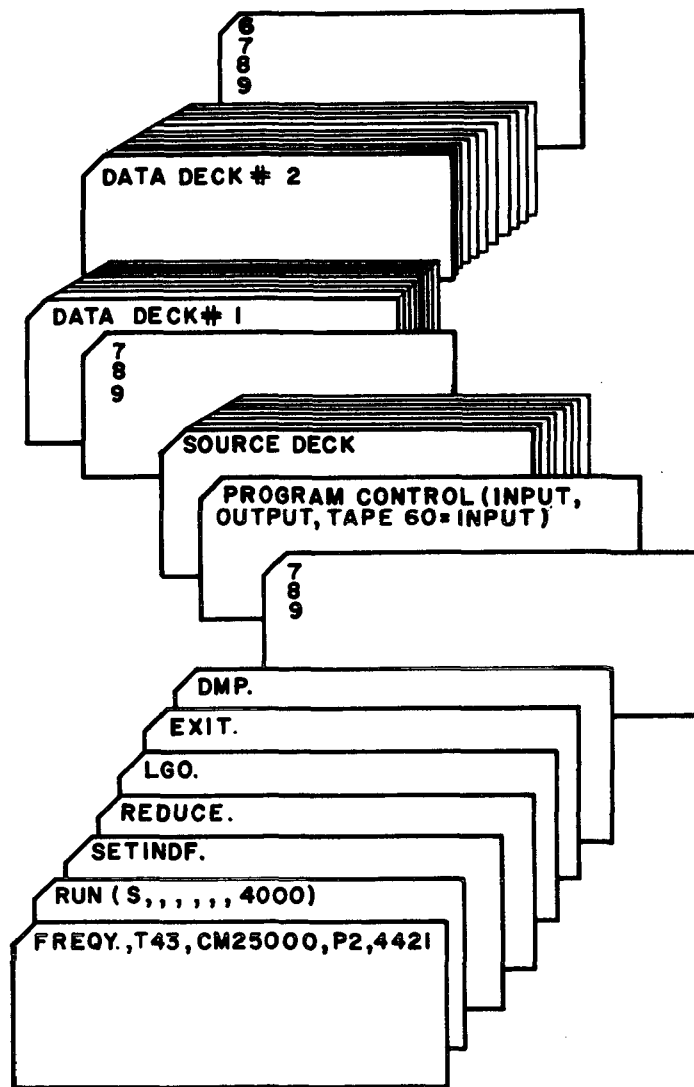 6
7
8
9
DATA DECK # 2
DATA DECK # 1
7
8
9
SOURCE DECK
PROGRAM CONTROL (INPUT,
OUTPUT, TAPE 60=INPUT)
7
8
9
DMP.
EXIT.
LGO.
REDUCE.
SETINDF.
RUN (S,,,,,,4000)
FREQY.,T43,CM25000,P2,4421